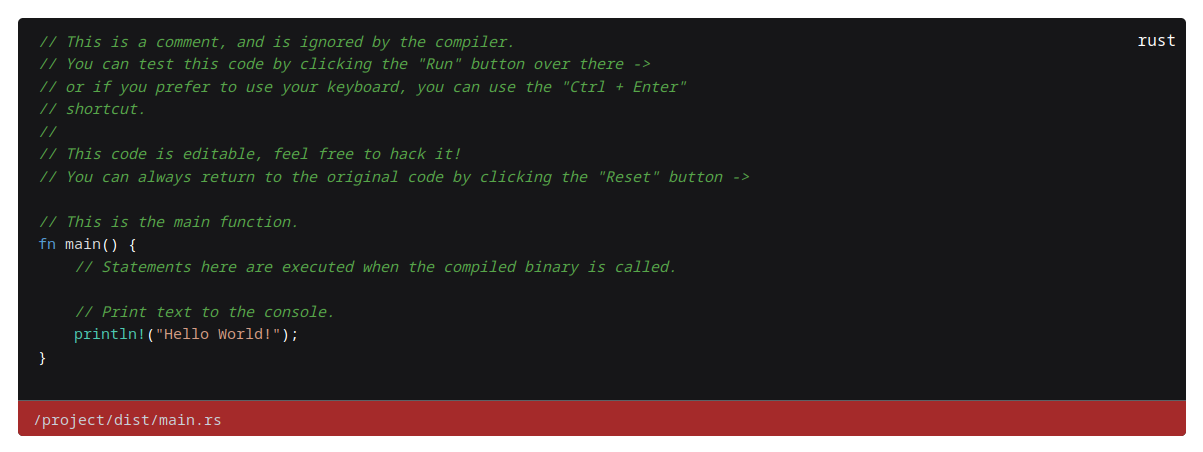 // This is a comment, and is ignored by the compiler.
rust
// You can test this code by clicking the "Run" button over there ->
// or if you prefer to use your keyboard, you can use the "Ctrl + Enter"
// shortcut.
//
// This code is editable, feel free to hack it!
// You can always return to the original code by clicking the "Reset" button ->

// This is the main function.
fn main() {
    // Statements here are executed when the compiled binary is called.

    // Print text to the console.
    println!("Hello World!");
}
/project/dist/main.rs